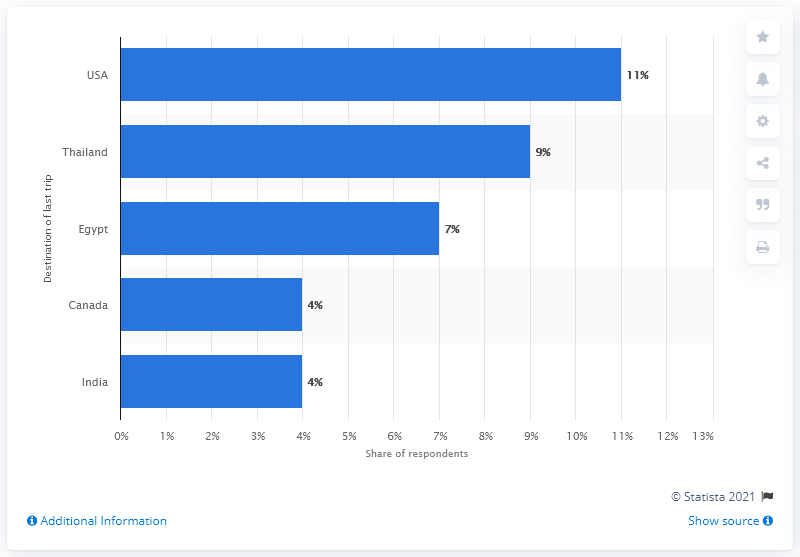 USA
11%
Thailand
9%
Egypt
7%
Canada
4%
India
4%
Destination of last trip
0% 1% 2% 3% 4% 5% 6% 7% 8% 9% 10% 11% 12% 13%
Share of respondents
© Statista 2021
Additional Information
Show source